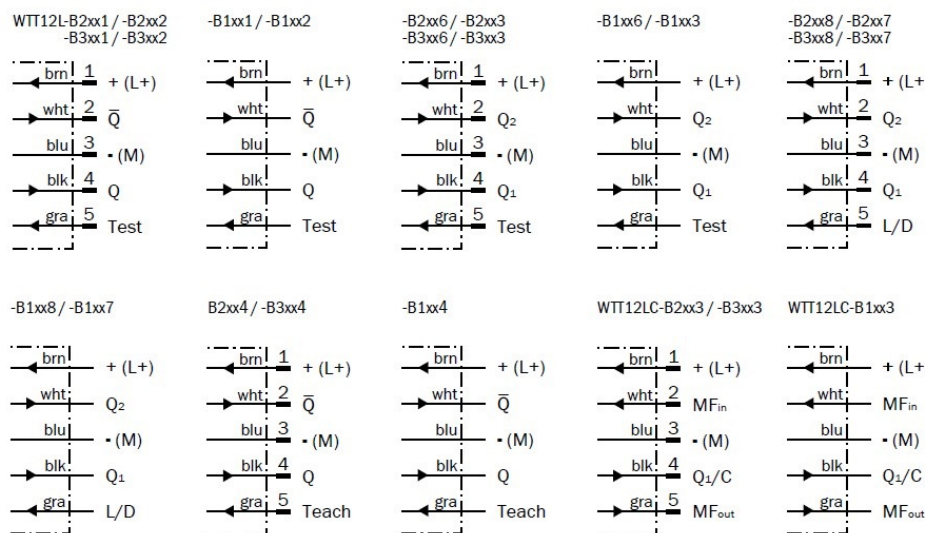 WTT12L-B2xx1 / -B2xx2
-B3xx1 / -B3xx2
brn 1 + (L+)
wht 2 Q̅
blu 3 - (M)
blk 4 Q
gra 5 Test
-B1xx1 / -B1xx2
brn + (L+)
wht Q̅
blu - (M)
blk Q
gra Test
-B2xx6 / -B2xx3
-B3xx6 / -B3xx3
brn 1 + (L+)
wht 2 Q₂
blu 3 - (M)
blk 4 Q₁
gra 5 Test
-B1xx6 / -B1xx3
brn + (L+)
wht Q₂
blu - (M)
blk Q₁
gra Test
-B2xx8 / -B2xx7
-B3xx8 / -B3xx7
brn 1 + (L+
wht 2 Q₂
blu 3 - (M)
blk 4 Q₁
gra 5 L/D
-B1xx8 / -B1xx7
brn + (L+)
wht Q₂
blu - (M)
blk Q₁
gra L/D
B2xx4 / -B3xx4
brn 1 + (L+)
wht 2 Q̅
blu 3 - (M)
blk 4 Q
gra 5 Teach
-B1xx4
brn + (L+)
wht Q̅
blu - (M)
blk Q
gra Teach
WTT12LC-B2xx3 / -B3xx3
brn 1 + (L+)
wht 2 MFin
blu 3 - (M)
blk 4 Q₁/C
gra 5 MFout
WTT12LC-B1xx3
brn + (L+
wht MFin
blu - (M)
blk Q₁/C
gra MFout